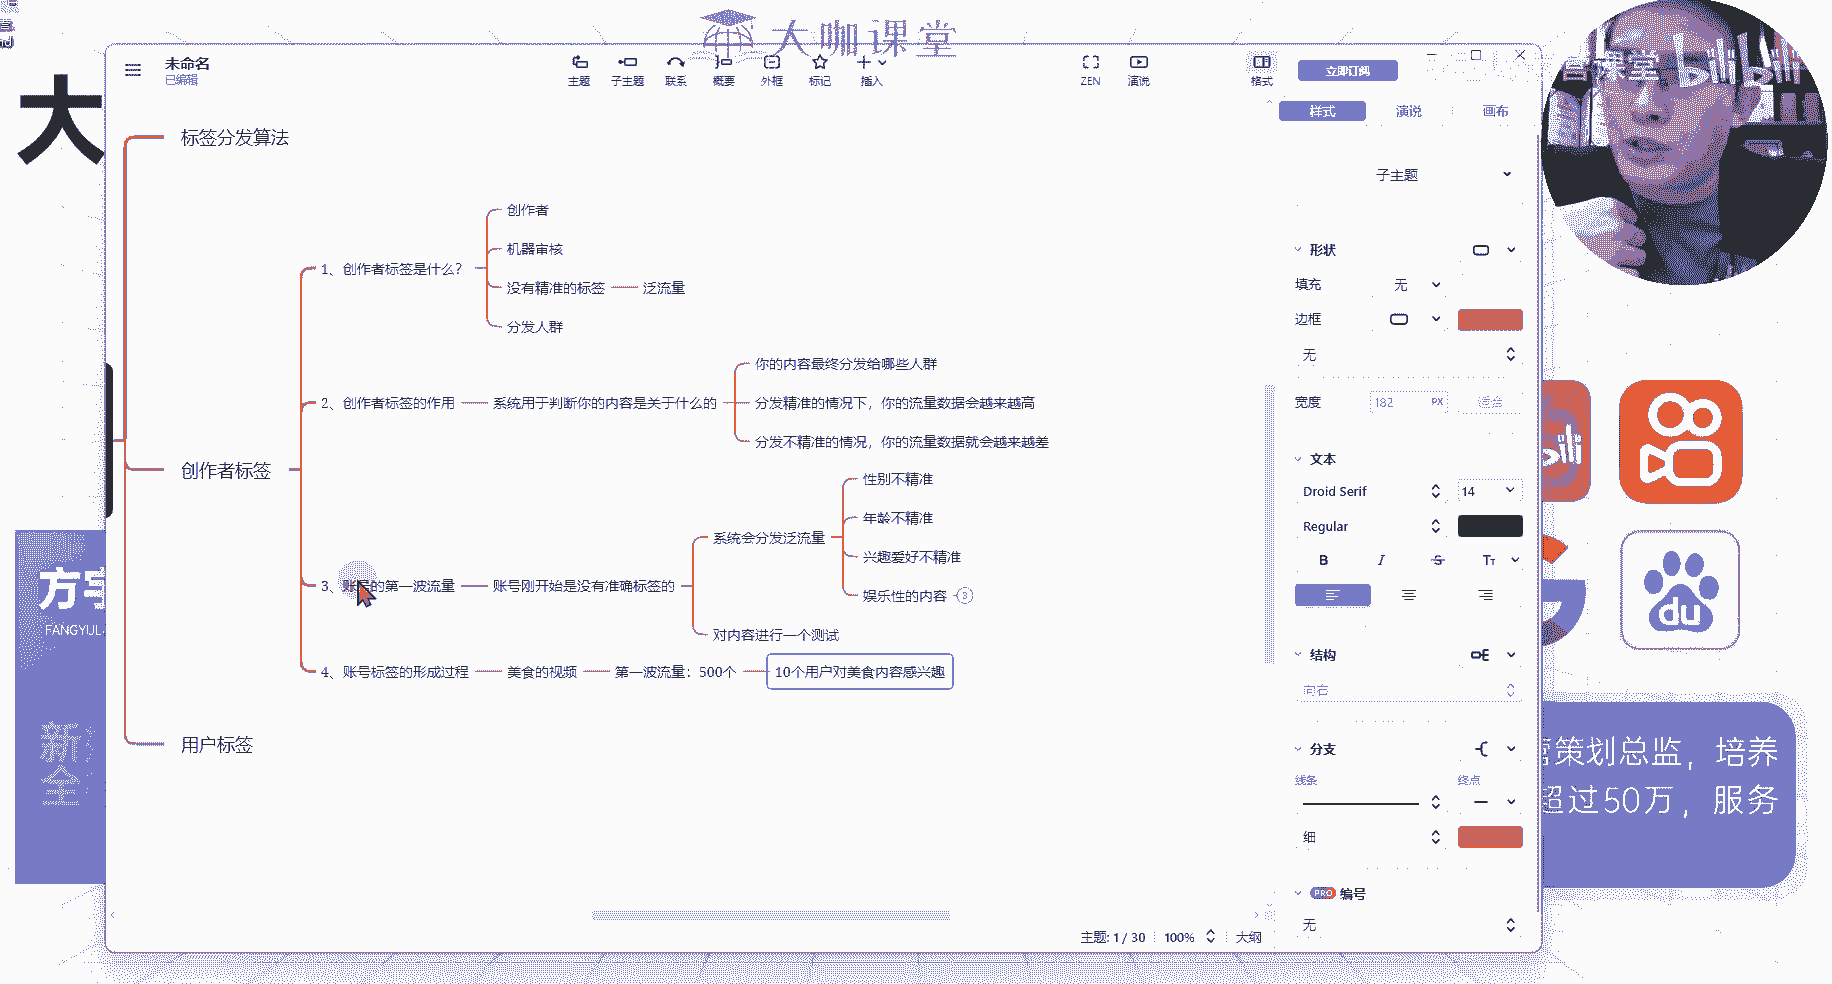 大咖课堂
大
未命名
已编辑
主题
子主题
联系
概要
外框
标记
插入
ZEN
演说
格式
立即订阅
课堂 bilibili
样式
演说
画布
标签分发算法
创作者
机器审核
1、创作者标签是什么？
没有精准的标签
泛流量
分发人群
你的内容最终分发给哪些人群
2、创作者标签的作用
系统用于判断你的内容是关于什么的
分发精准的情况下，你的流量数据会越来越高
分发不精准的情况，你的流量数据就会越来越差
创作者标签
性别不精准
年龄不精准
系统会分发泛流量
兴趣爱好不精准
3、账号的第一波流量
账号刚开始是没有准确标签的
娱乐性的内容
3
对内容进行一个测试
4、账号标签的形成过程
美食的视频
第一波流量：500个
10个用户对美食内容感兴趣
用户标签
子主题
形状
填充
无
边框
无
宽度
182
PX
适合
文本
Droid Serif
14
Regular
B
I
S
Tт
结构
向右
分支
线条
终点
细
PRO
编号
无
主题: 1 / 30
100%
大纲
方宇
FANGYUL
新
全
du
营策划总监，培养
超过50万，服务